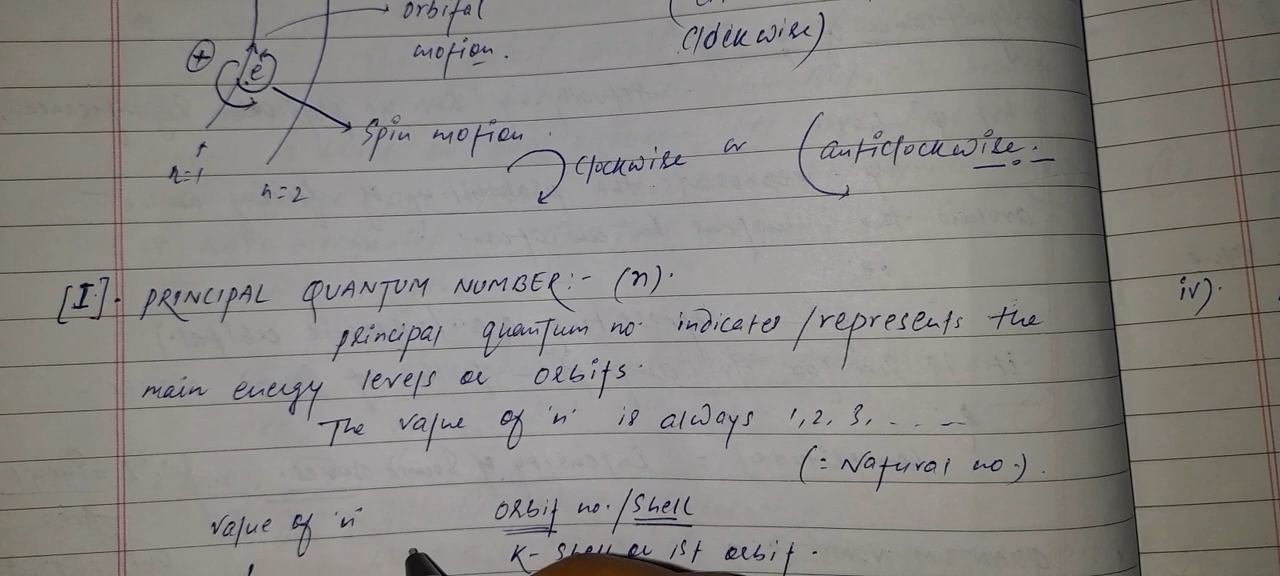 orbital
motion.
clockwise)
+
e
Spin motion.
clockwise or (anticlockwise.
n=1
n=2
[I]. PRINCIPAL QUANTUM NUMBER:- (n).
iv).
principal quantum no. indicates/represents the
main energy levels or orbits.
The value of 'n' is always 1, 2, 3, . . . —
(= Natural no.).
value of 'n' ORbit no./Shell
K- Shell or 1st orbit.